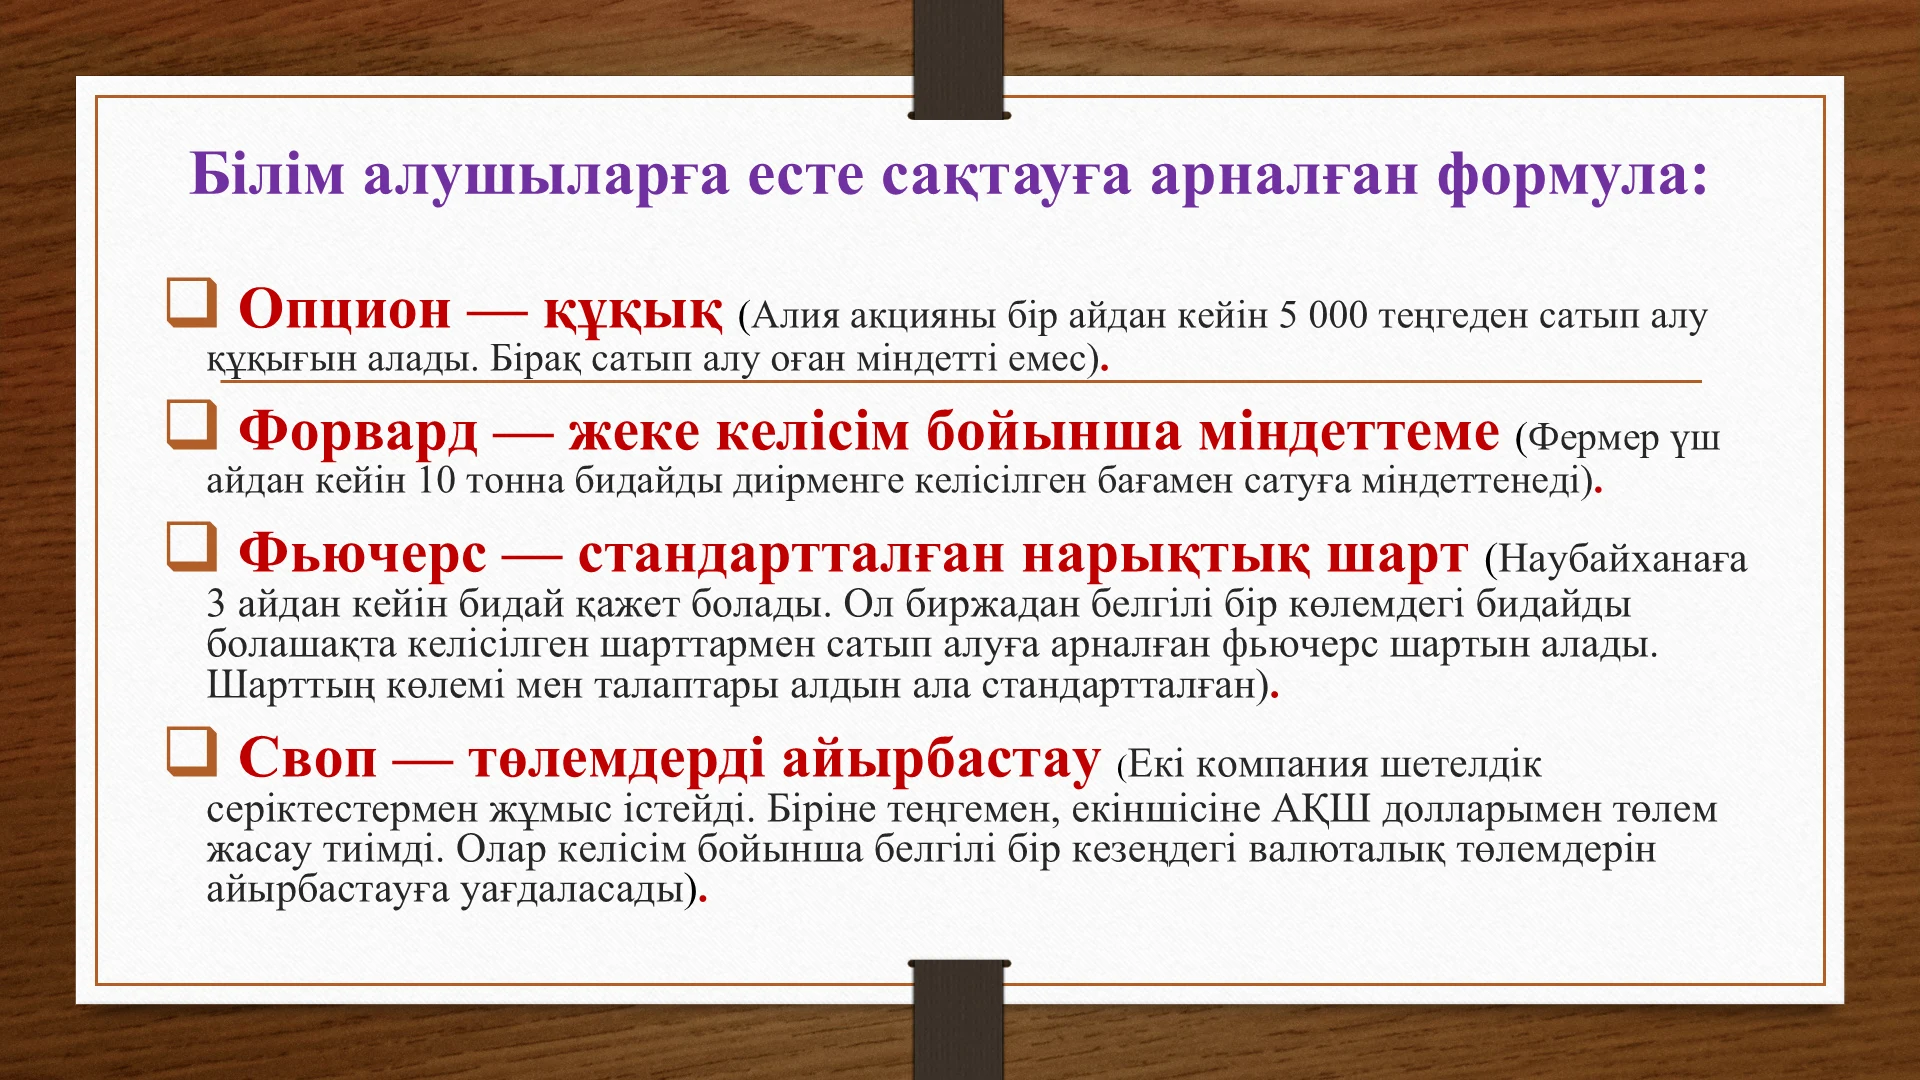 Білім алушыларға есте сақтауға арналған формула:
Опцион — құқық (Алия акцияны бір айдан кейін 5 000 теңгеден сатып алу
құқығын алады. Бірақ сатып алу оған міндетті емес).
Форвард — жеке келісім бойынша міндеттеме (Фермер үш
айдан кейін 10 тонна бидайды диірменге келісілген бағамен сатуға міндеттенеді).
Фьючерс — стандартталған нарықтық шарт (Наубайханаға
3 айдан кейін бидай қажет болады. Ол биржадан белгілі бір көлемдегі бидайды
болашақта келісілген шарттармен сатып алуға арналған фьючерс шартын алады.
Шарттың көлемі мен талаптары алдын ала стандартталған).
Своп — төлемдерді айырбастау (Екі компания шетелдік
серіктестермен жұмыс істейді. Біріне теңгемен, екіншісіне АҚШ долларымен төлем
жасау тиімді. Олар келісім бойынша белгілі бір кезеңдегі валюталық төлемдерін
айырбастауға уағдаласады).